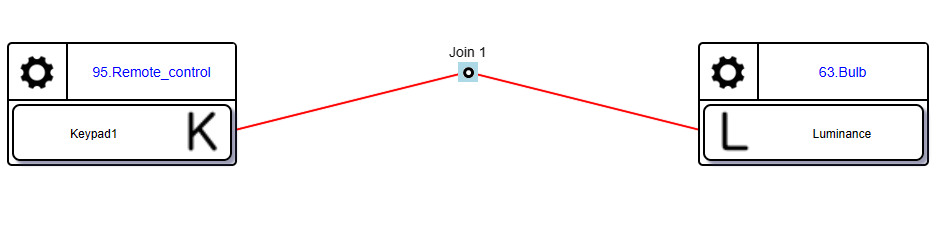 Join 1
95.Remote_control
63.Bulb
Keypad1
K
L
Luminance